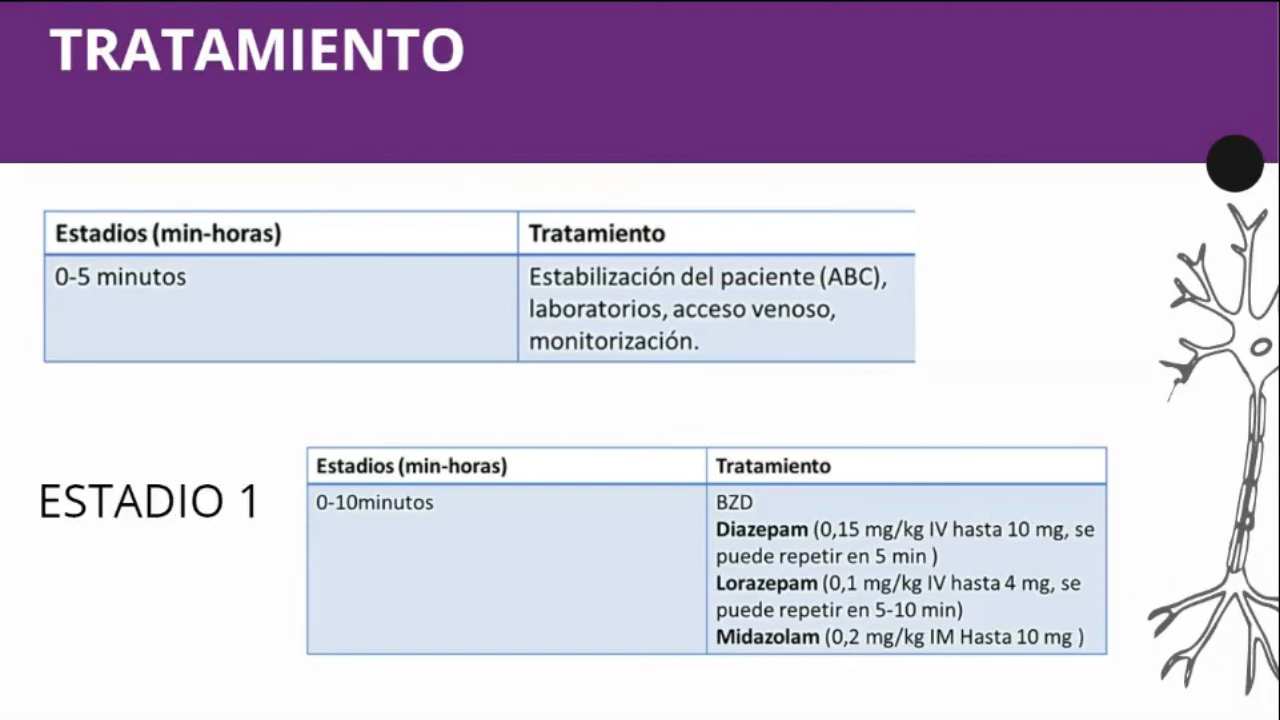 TRATAMIENTO
Estadios (min-horas)
Tratamiento
0-5 minutos
Estabilización del paciente (ABC),
laboratorios, acceso venoso,
monitorización.
ESTADIO 1
Estadios (min-horas)
Tratamiento
0-10minutos
BZD
Diazepam (0,15 mg/kg IV hasta 10 mg, se
puede repetir en 5 min )
Lorazepam (0,1 mg/kg IV hasta 4 mg, se
puede repetir en 5-10 min)
Midazolam (0,2 mg/kg IM Hasta 10 mg )